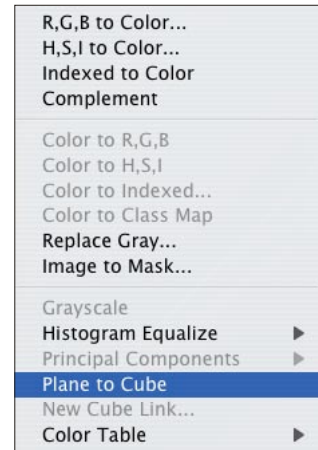 R,G,B to Color...
H,S,I to Color...
Indexed to Color
Complement
Color to R,G,B
Color to H,S,I
Color to Indexed...
Color to Class Map
Replace Gray...
Image to Mask...
Grayscale
Histogram Equalize
Principal Components
Plane to Cube
New Cube Link...
Color Table